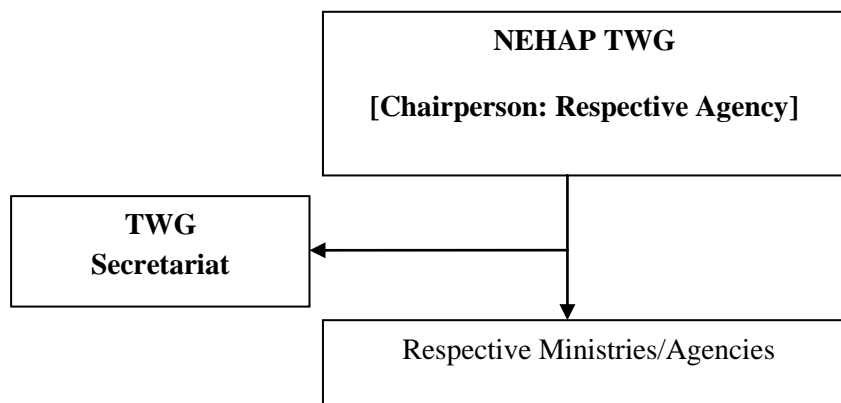 NEHAP TWG
[Chairperson: Respective Agency]
TWG
Secretariat
Respective Ministries/Agencies